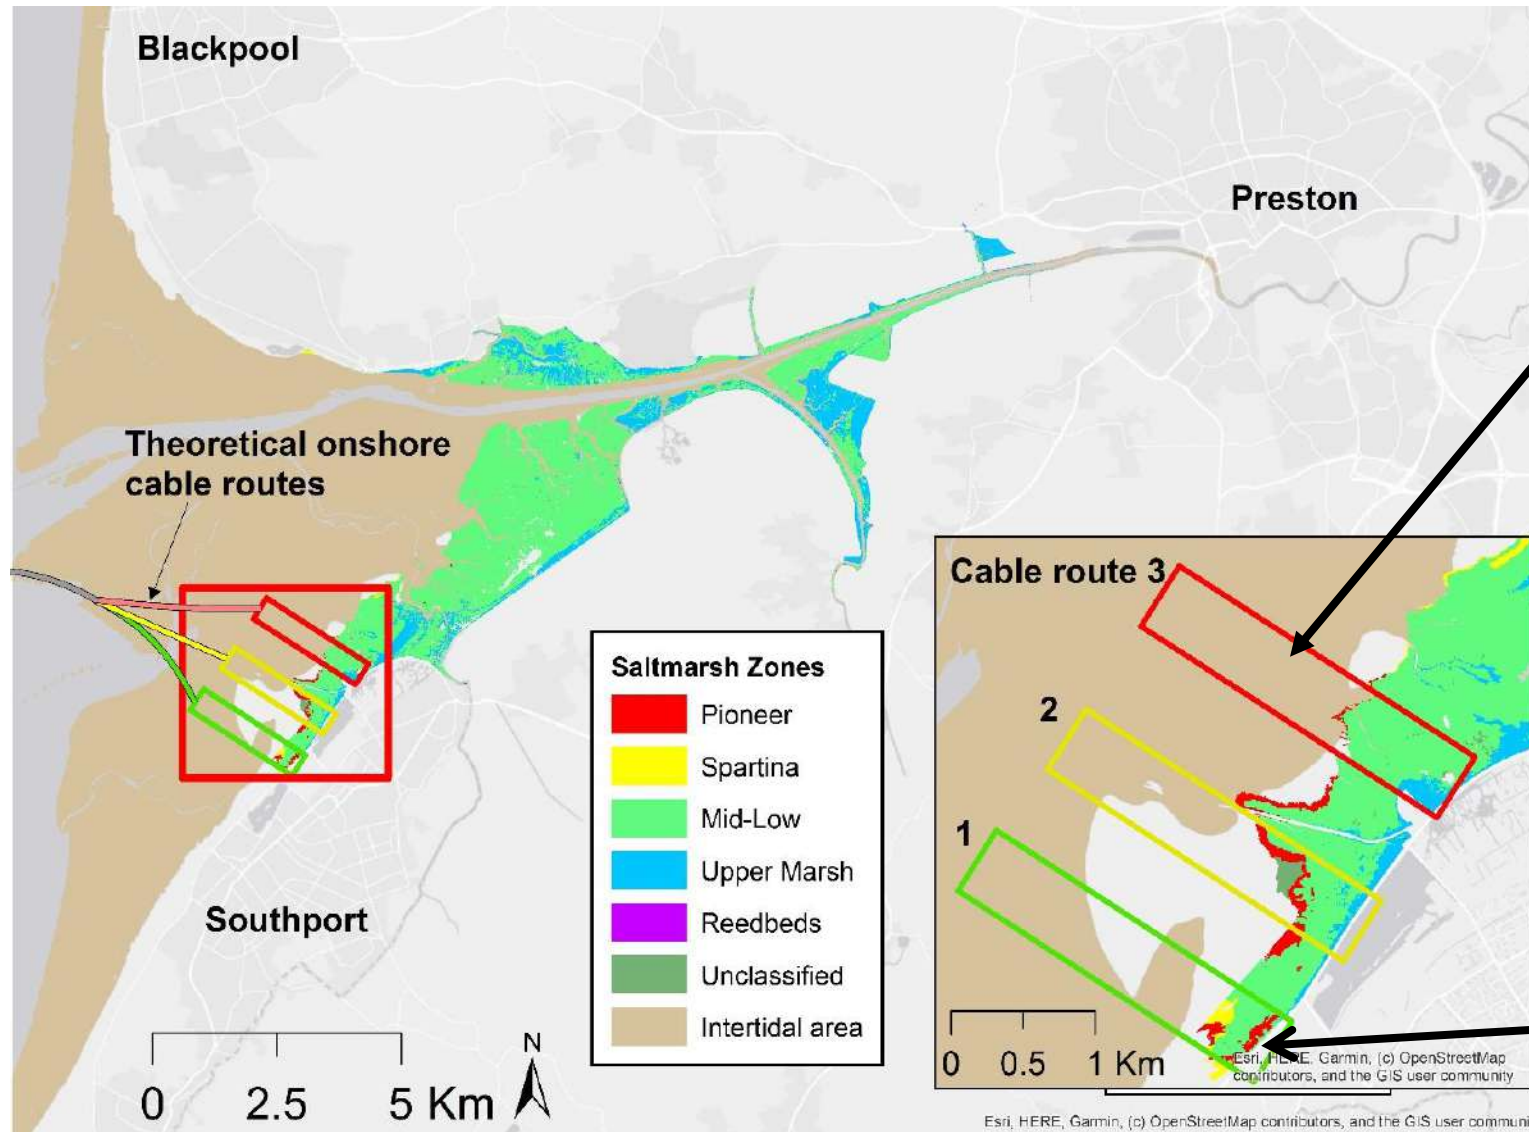 Blackpool
Preston
Theoretical onshore
cable routes
Southport
0 2.5 5 Km
N
Saltmarsh Zones
Pioneer
Spartina
Mid-Low
Upper Marsh
Reedbeds
Unclassified
Intertidal area
Cable route 3
2
1
0 0.5 1 Km
Esri, HERE, Garmin, (c) OpenStreetMap
contributors, and the GIS user community
Esri, HERE, Garmin, (c) OpenStreetMap contributors, and the GIS user communi